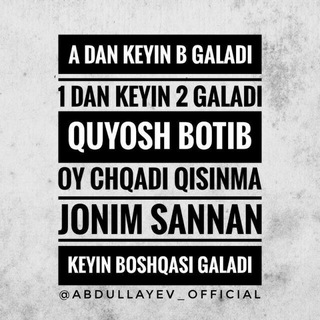 A DAN KEYIN B GALADI
1 DAN KEYIN 2 GALADI
QUYOSH BOTIB
OY CHQADI QISINMA
JONIM SANNAN
KEYIN BOSHQASI GALADI
@ABDULLAYEV_OFFICIAL